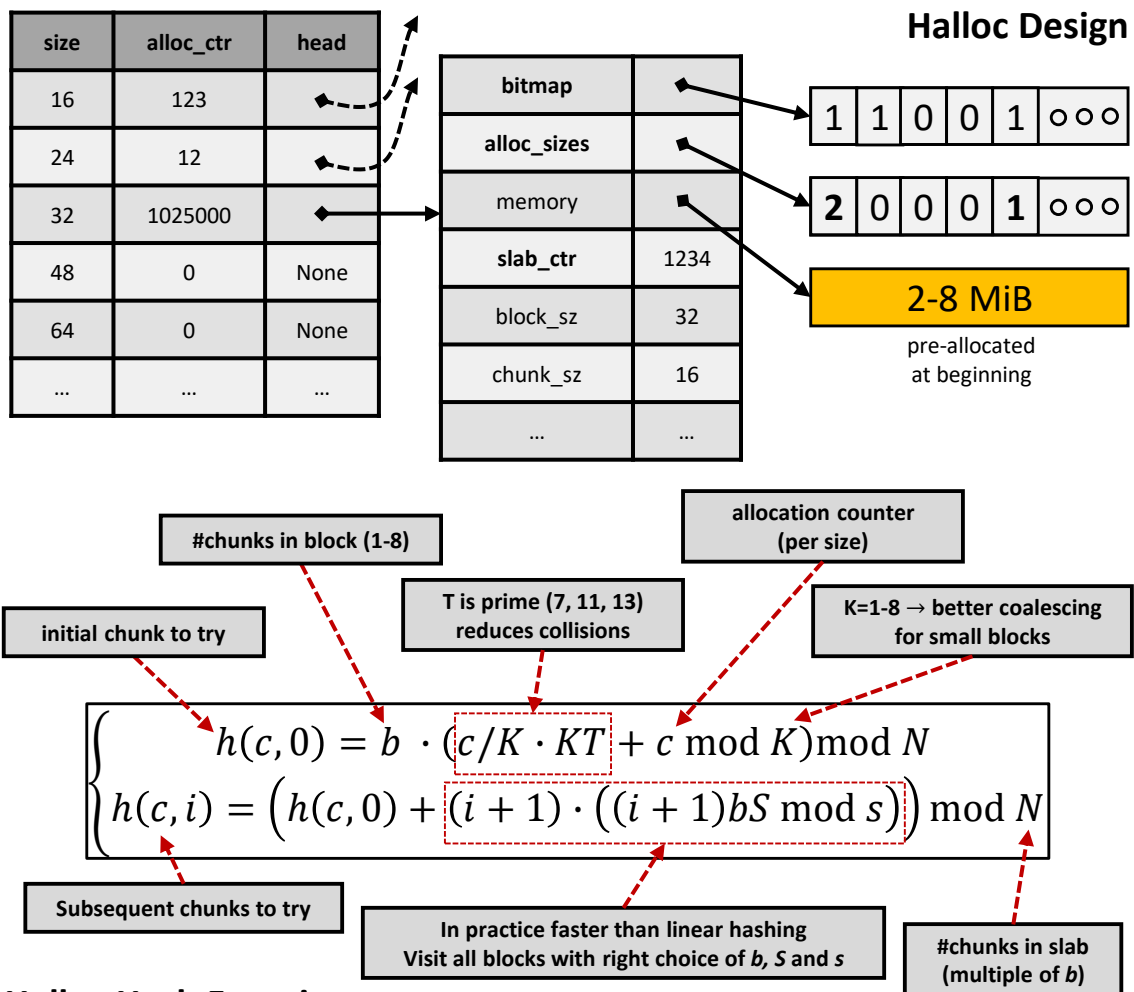 Halloc Design
size alloc_ctr head
16 123
24 12
32 1025000
48 0 None
64 0 None
... ... ...
bitmap
alloc_sizes
memory
slab_ctr 1234
block_sz 32
chunk_sz 16
... ...
1 1 0 0 1 ○○○
2 0 0 0 1 ○○○
2-8 MiB
pre-allocated
at beginning
#chunks in block (1-8)
allocation counter
(per size)
T is prime (7, 11, 13)
reduces collisions
K=1-8 → better coalescing
for small blocks
initial chunk to try
h(c, 0) = b · (c/K · KT + c mod K)mod N
h(c, i) = (h(c, 0) + (i + 1) · ((i + 1)bS mod s)) mod N
Subsequent chunks to try
In practice faster than linear hashing
Visit all blocks with right choice of b, S and s
#chunks in slab
(multiple of b)